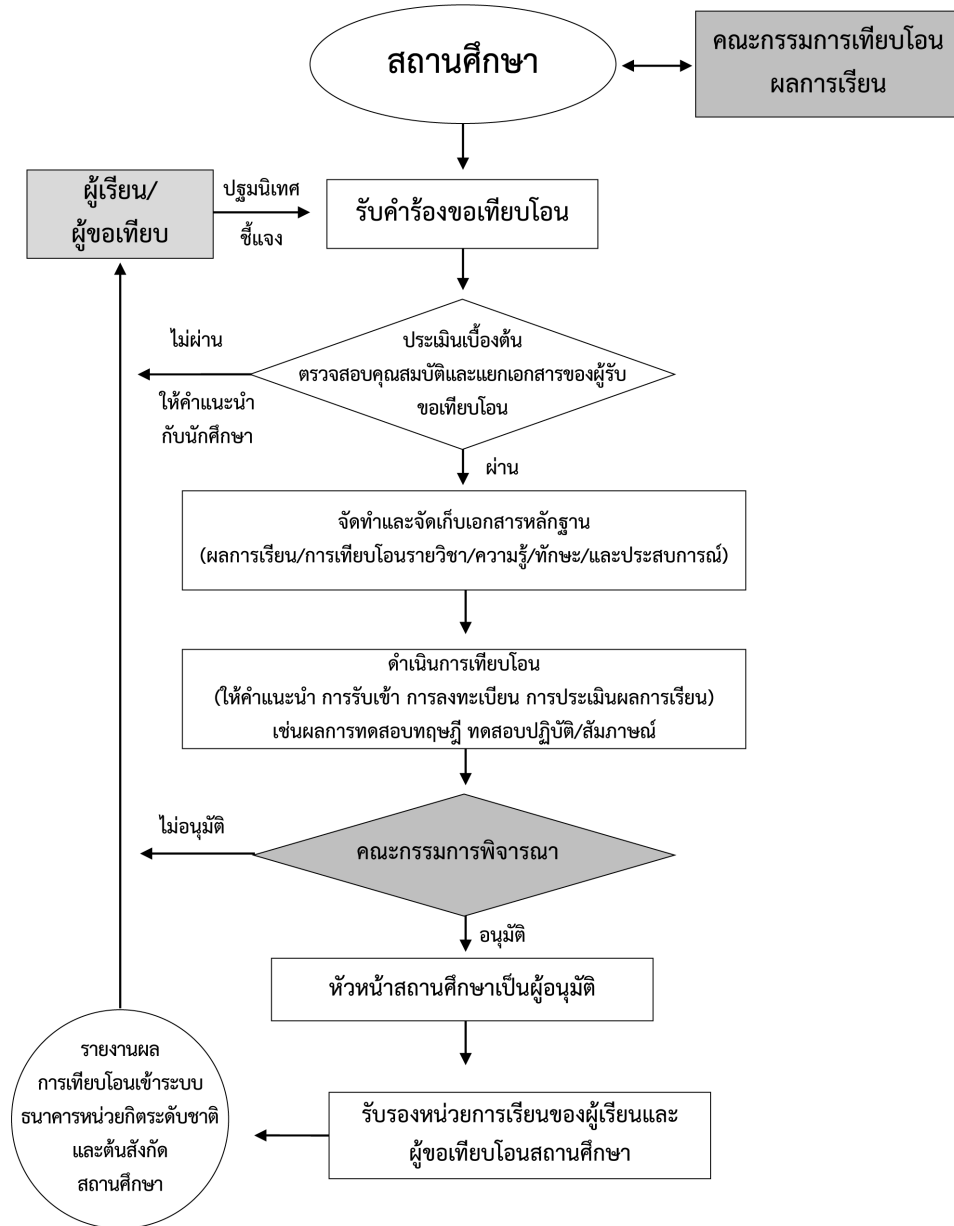 สถานศึกษา
คณะกรรมการเทียบโอน
ผลการเรียน
ผู้เรียน/
ผู้ขอเทียบ
ปฐมนิเทศ
ชี้แจง
รับคำร้องขอเทียบโอน
ประเมินเบื้องต้น
ตรวจสอบคุณสมบัติและแยกเอกสารของผู้รับ
ขอเทียบโอน
ไม่ผ่าน
ให้คำแนะนำ
กับนักศึกษา
ผ่าน
จัดทำและจัดเก็บเอกสารหลักฐาน
(ผลการเรียน/การเทียบโอนรายวิชา/ความรู้/ทักษะ/และประสบการณ์)
ดำเนินการเทียบโอน
(ให้คำแนะนำ การรับเข้า การลงทะเบียน การประเมินผลการเรียน)
เช่นผลการทดสอบทฤษฎี ทดสอบปฏิบัติ/สัมภาษณ์
ไม่อนุมัติ
คณะกรรมการพิจารณา
อนุมัติ
หัวหน้าสถานศึกษาเป็นผู้อนุมัติ
รายงานผล
การเทียบโอนเข้าระบบ
ธนาคารหน่วยกิตระดับชาติ
และต้นสังกัด
สถานศึกษา
รับรองหน่วยการเรียนของผู้เรียนและ
ผู้ขอเทียบโอนสถานศึกษา